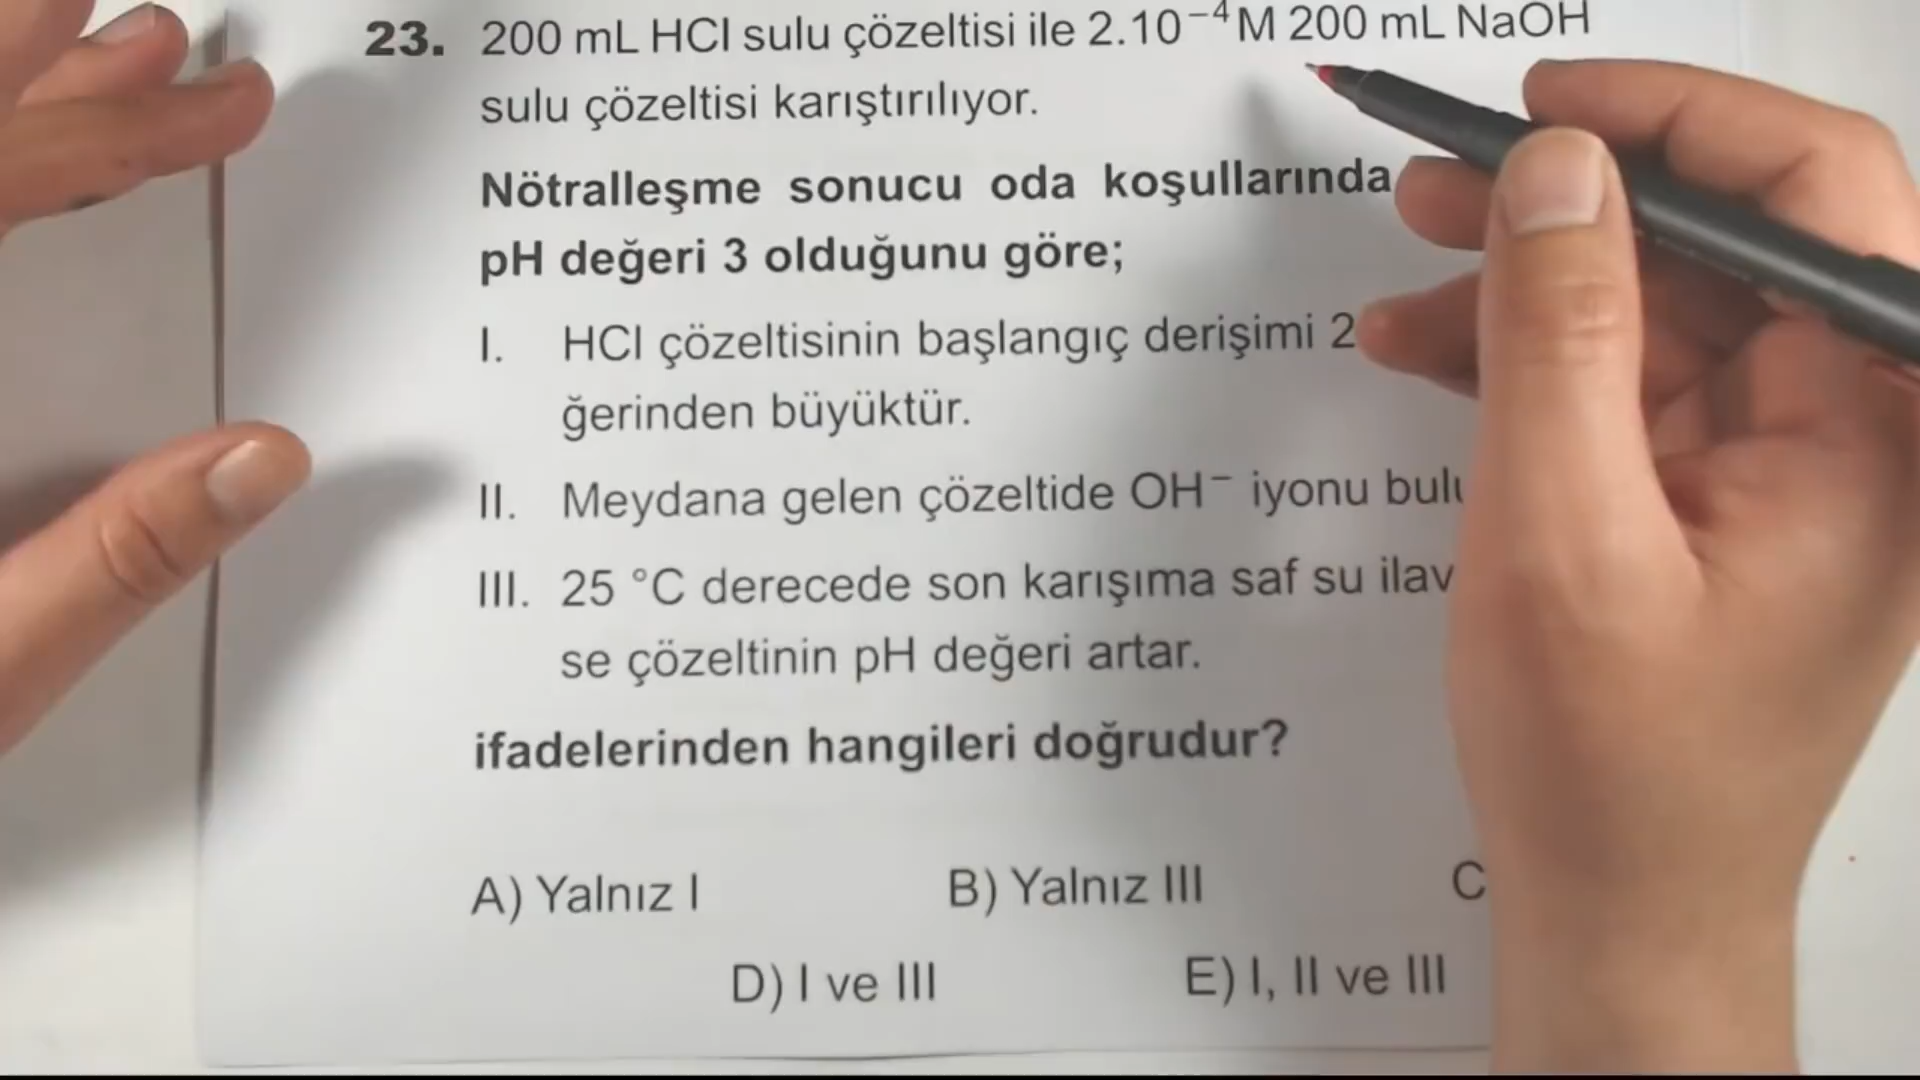 23. 200 mL HCl sulu çözeltisi ile 2.10⁻⁴ M 200 mL NaOH
sulu çözeltisi karıştırılıyor.
Nötralleşme sonucu oda koşullarında
pH değeri 3 olduğunu göre;
I. HCl çözeltisinin başlangıç derişimi 2
ğerinden büyüktür.
II. Meydana gelen çözeltide OH⁻ iyonu
III. 25 °C derecede son karışıma saf su
se çözeltinin pH değeri artar.
ifadelerinden hangileri doğrudur?
A) Yalnız I B) Yalnız III C
D) I ve III E) I, II ve III